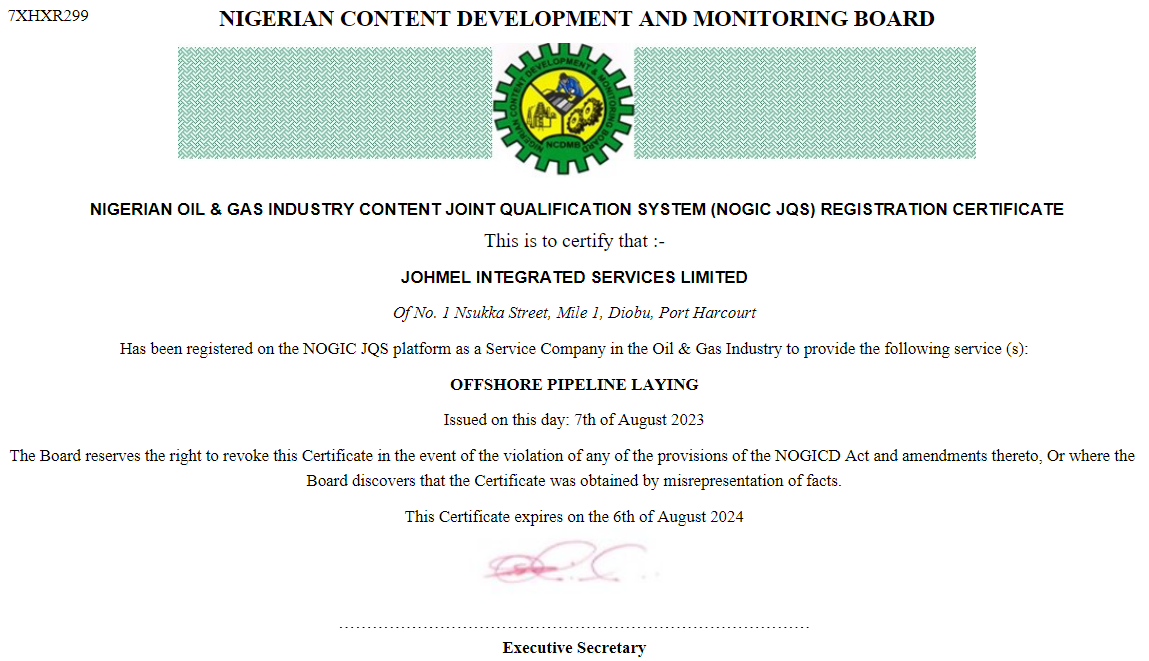 7XHXR299
NIGERIAN CONTENT DEVELOPMENT AND MONITORING BOARD
NIGERIAN CONTENT DEVELOPMENT & MONITORING BOARD
NCDMB
NIGERIAN OIL & GAS INDUSTRY CONTENT JOINT QUALIFICATION SYSTEM (NOGIC JQS) REGISTRATION CERTIFICATE
This is to certify that :-
JOHMEL INTEGRATED SERVICES LIMITED
Of No. 1 Nsukka Street, Mile 1, Diobu, Port Harcourt
Has been registered on the NOGIC JQS platform as a Service Company in the Oil & Gas Industry to provide the following service (s):
OFFSHORE PIPELINE LAYING
Issued on this day: 7th of August 2023
The Board reserves the right to revoke this Certificate in the event of the violation of any of the provisions of the NOGICD Act and amendments thereto, Or where the
Board discovers that the Certificate was obtained by misrepresentation of facts.
This Certificate expires on the 6th of August 2024
Executive Secretary